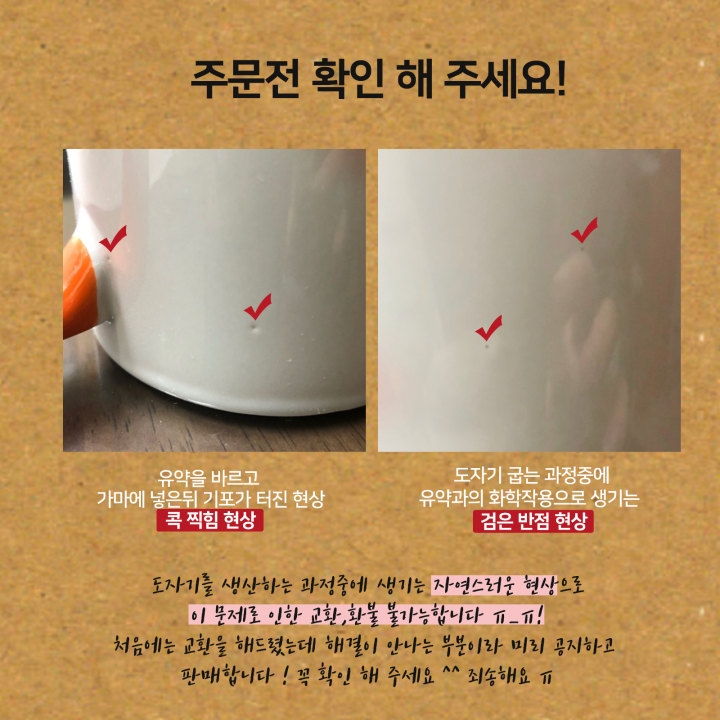 주문전 확인 해 주세요!
유약을 바르고
가마에 넣은뒤 기포가 터진 현상
콕 찍힘 현상
도자기 굽는 과정중에
유약과의 화학작용으로 생기는
검은 반점 현상
도자기를 생산하는 과정중에 생기는 자연스러운 현상으로
이 문제로 인한 교환,환불 불가능합니다 ㅠ_ㅠ!
처음에는 교환을 해드렸는데 해결이 안나는 부분이라 미리 공지하고
판매합니다 ! 꼭 확인 해 주세요 ^^ 죄송해요 ㅠ